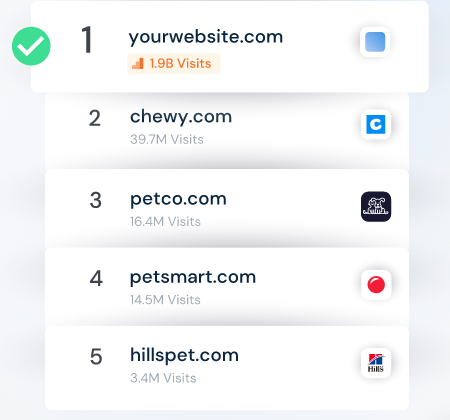 1 yourwebsite.com
1.9B Visits
2 chewy.com
39.7M Visits
3 petco.com
16.4M Visits
4 petsmart.com
14.5M Visits
5 hillspet.com
3.4M Visits
C
Hill's